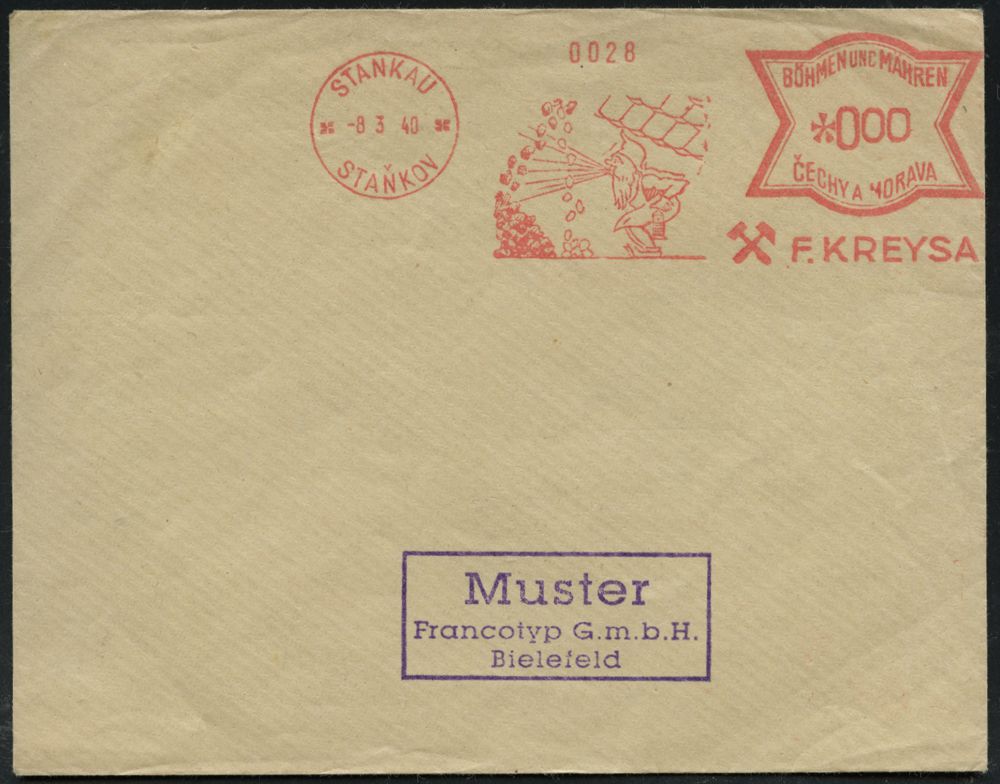 0028
STANKAU
-8 3 40
STAŇKOV
BÖHMEN UND MÄHREN
*000
ČECHY A MORAVA
F. KREYSA
Muster
Francotyp G.m.b.H.
Bielefeld